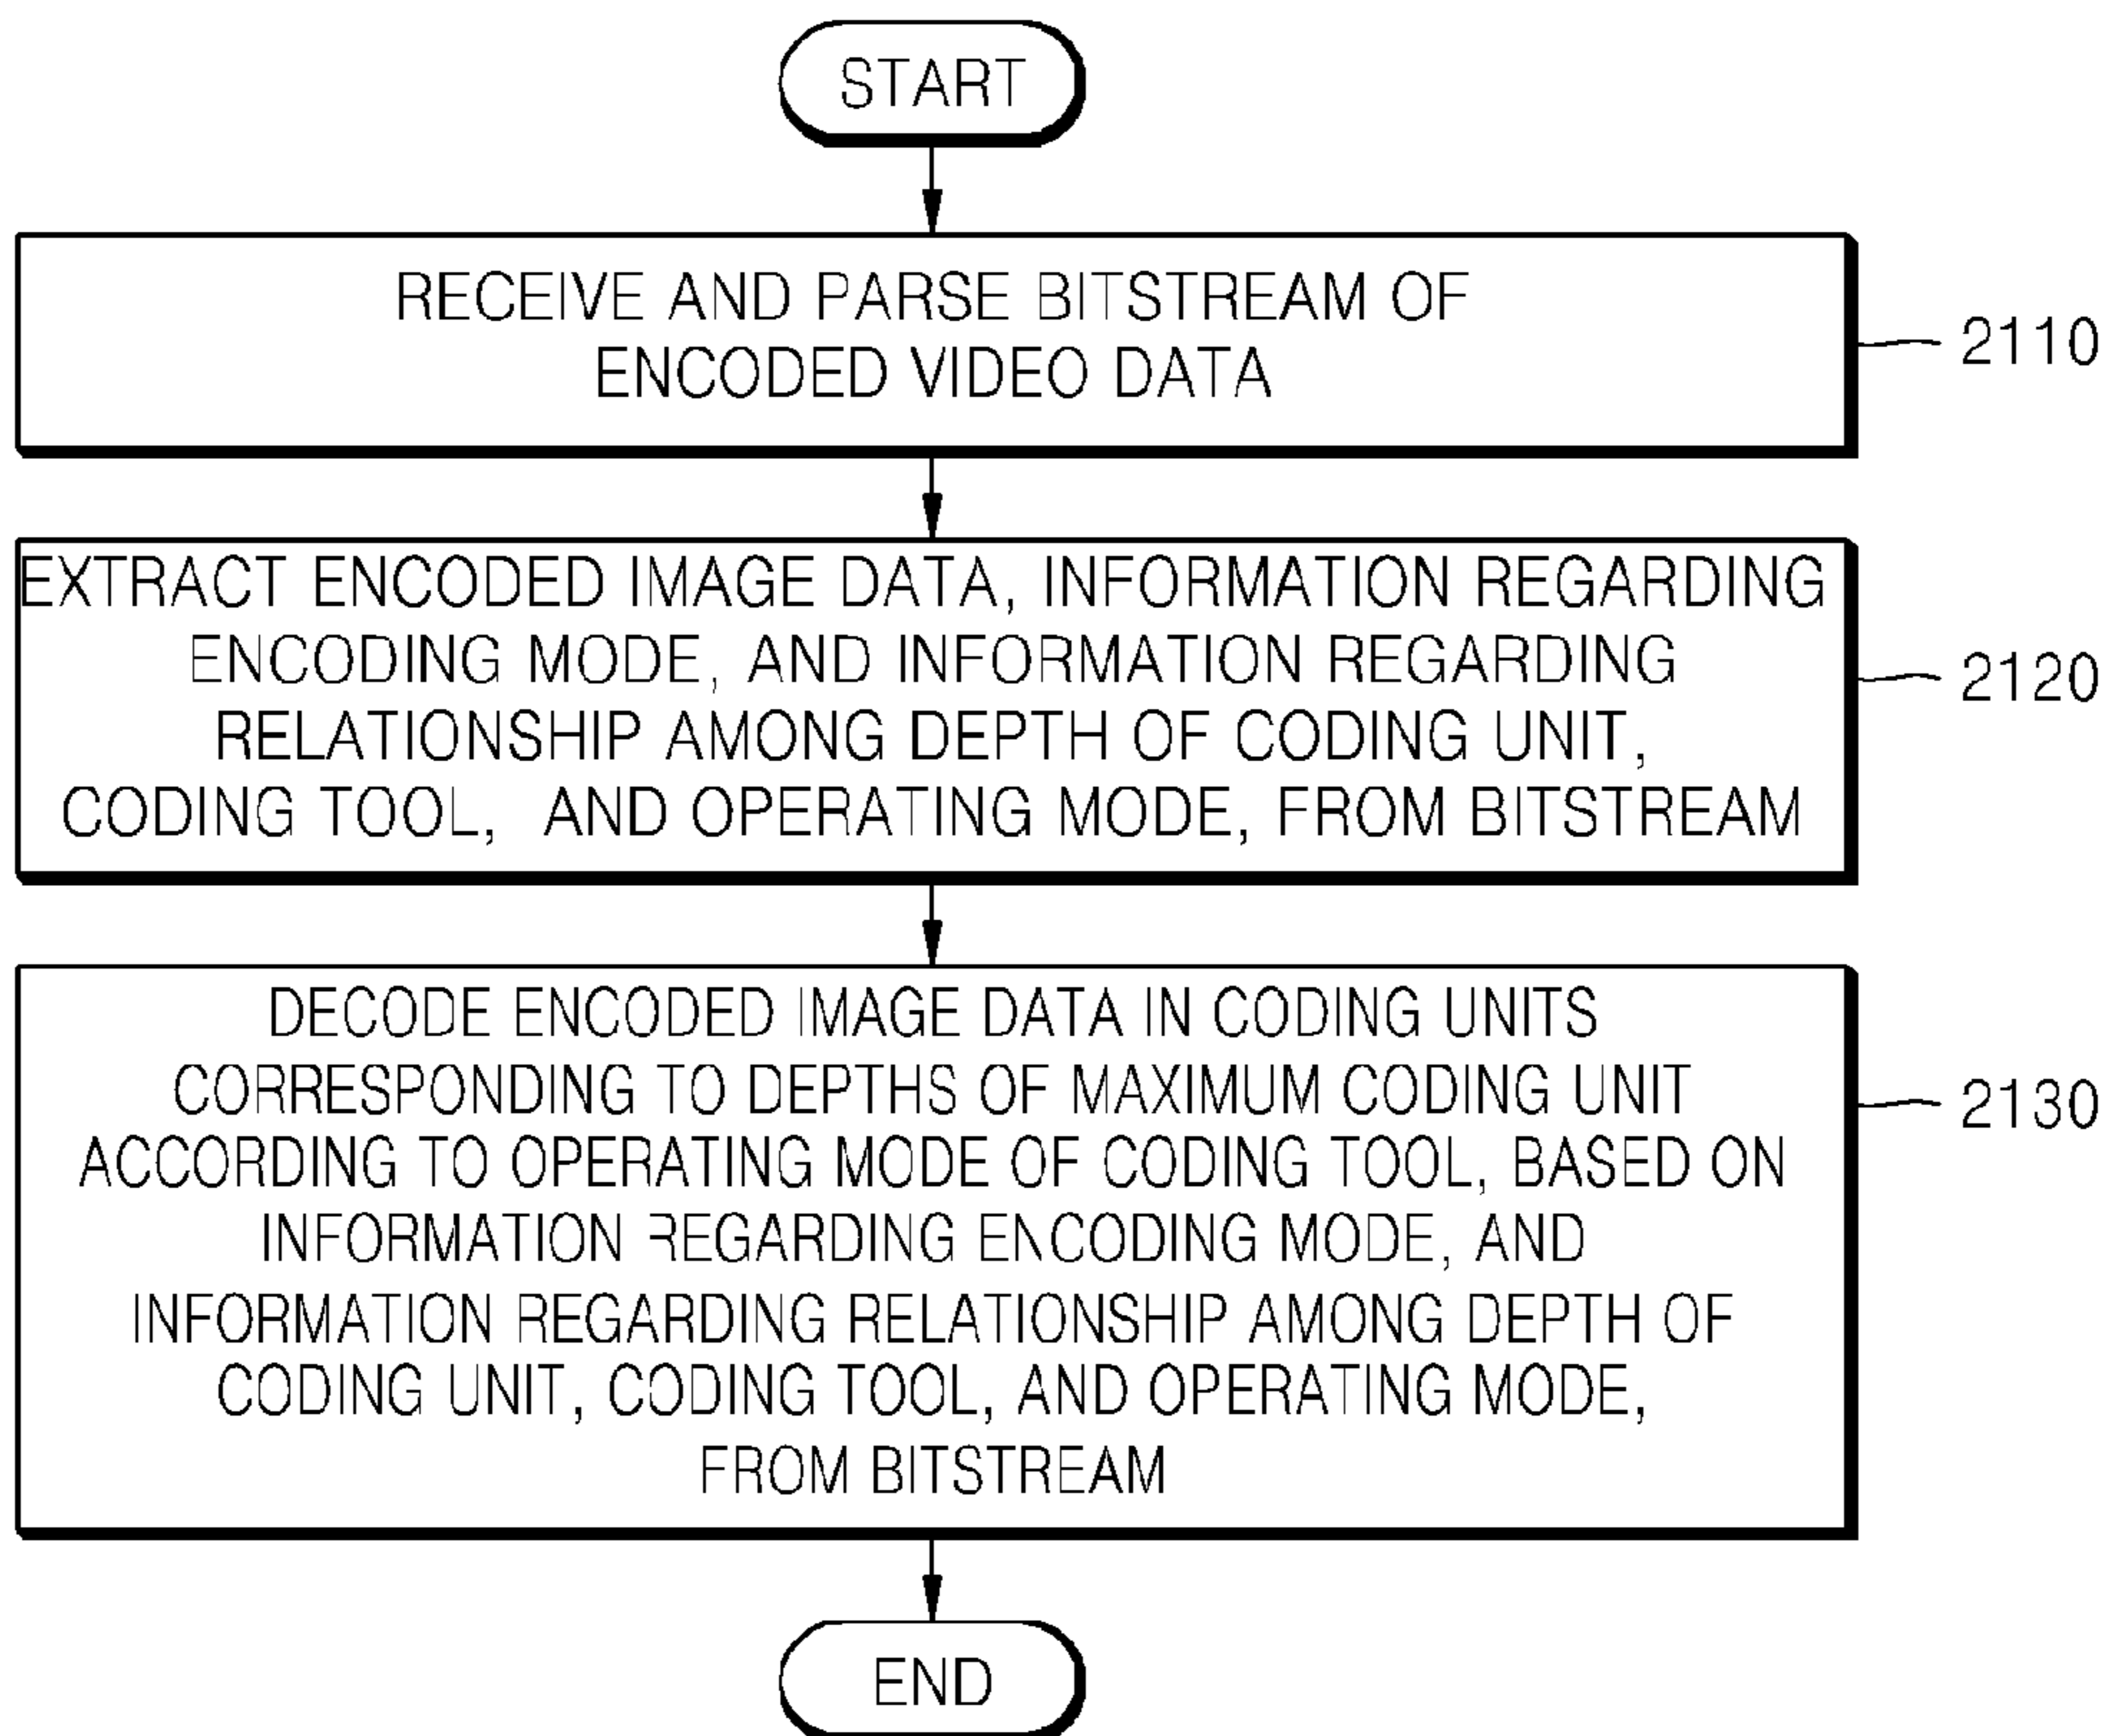 START
RECEIVE AND PARSE BITSTREAM OF
ENCODED VIDEO DATA
2110
EXTRACT ENCODED IMAGE DATA, INFORMATION REGARDING
ENCODING MODE, AND INFORMATION REGARDING
RELATIONSHIP AMONG DEPTH OF CODING UNIT,
CODING TOOL, AND OPERATING MODE, FROM BITSTREAM
2120
DECODE ENCODED IMAGE DATA IN CODING UNITS
CORRESPONDING TO DEPTHS OF MAXIMUM CODING UNIT
ACCORDING TO OPERATING MODE OF CODING TOOL, BASED ON
INFORMATION REGARDING ENCODING MODE, AND
INFORMATION REGARDING RELATIONSHIP AMONG DEPTH OF
CODING UNIT, CODING TOOL, AND OPERATING MODE,
FROM BITSTREAM
2130
END